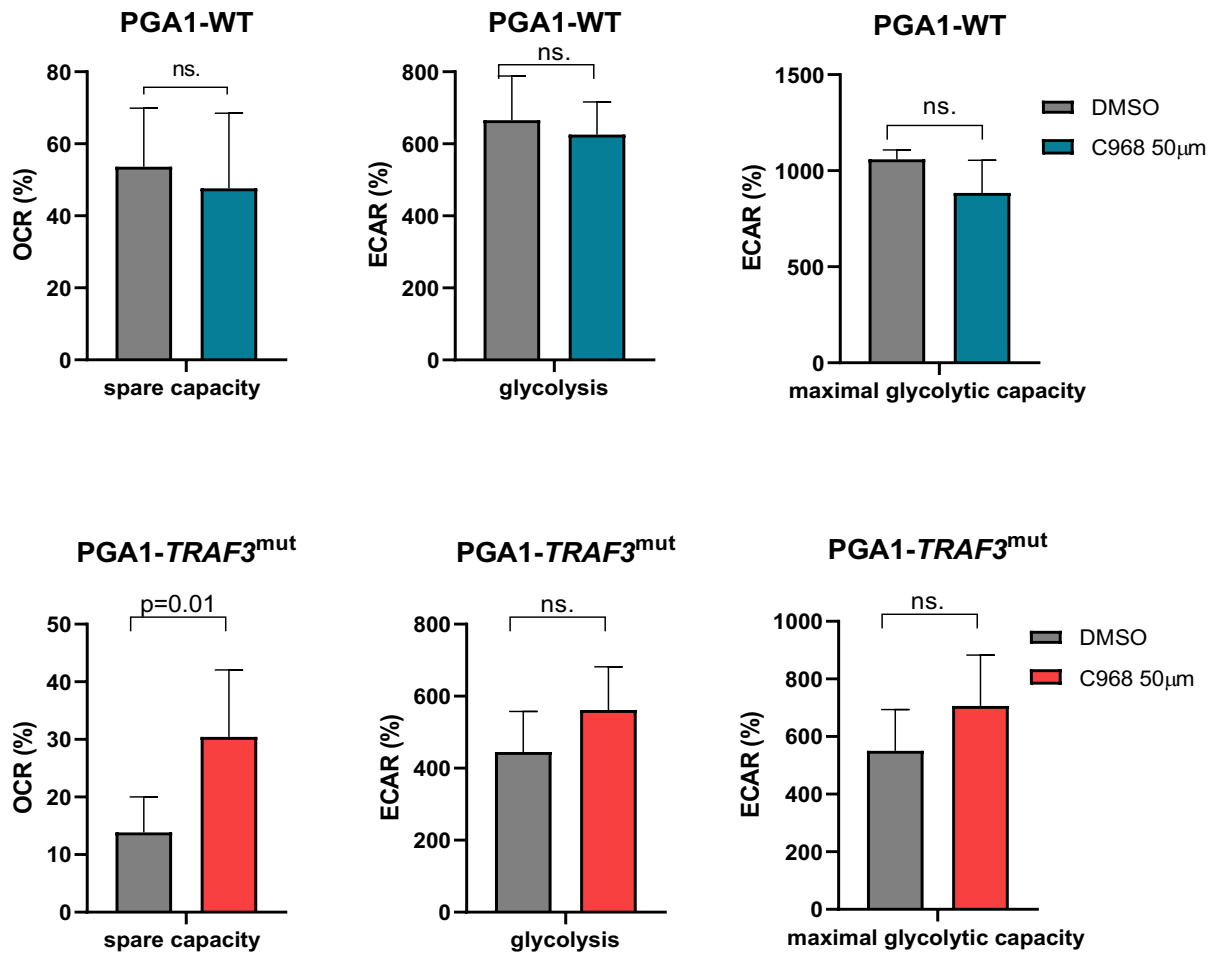 PGA1-WT
ns.
OCR (%)
80
60
40
20
0
spare capacity
PGA1-WT
ns.
ECAR (%)
800
600
400
200
0
glycolysis
PGA1-WT
ns.
ECAR (%)
1500
1000
500
0
maximal glycolytic capacity
DMSO
C968 50μm
PGA1-TRAF3mut
p=0.01
OCR (%)
50
40
30
20
10
0
spare capacity
PGA1-TRAF3mut
ns.
ECAR (%)
800
600
400
200
0
glycolysis
PGA1-TRAF3mut
ns.
ECAR (%)
1000
800
600
400
200
0
maximal glycolytic capacity
DMSO
C968 50μm